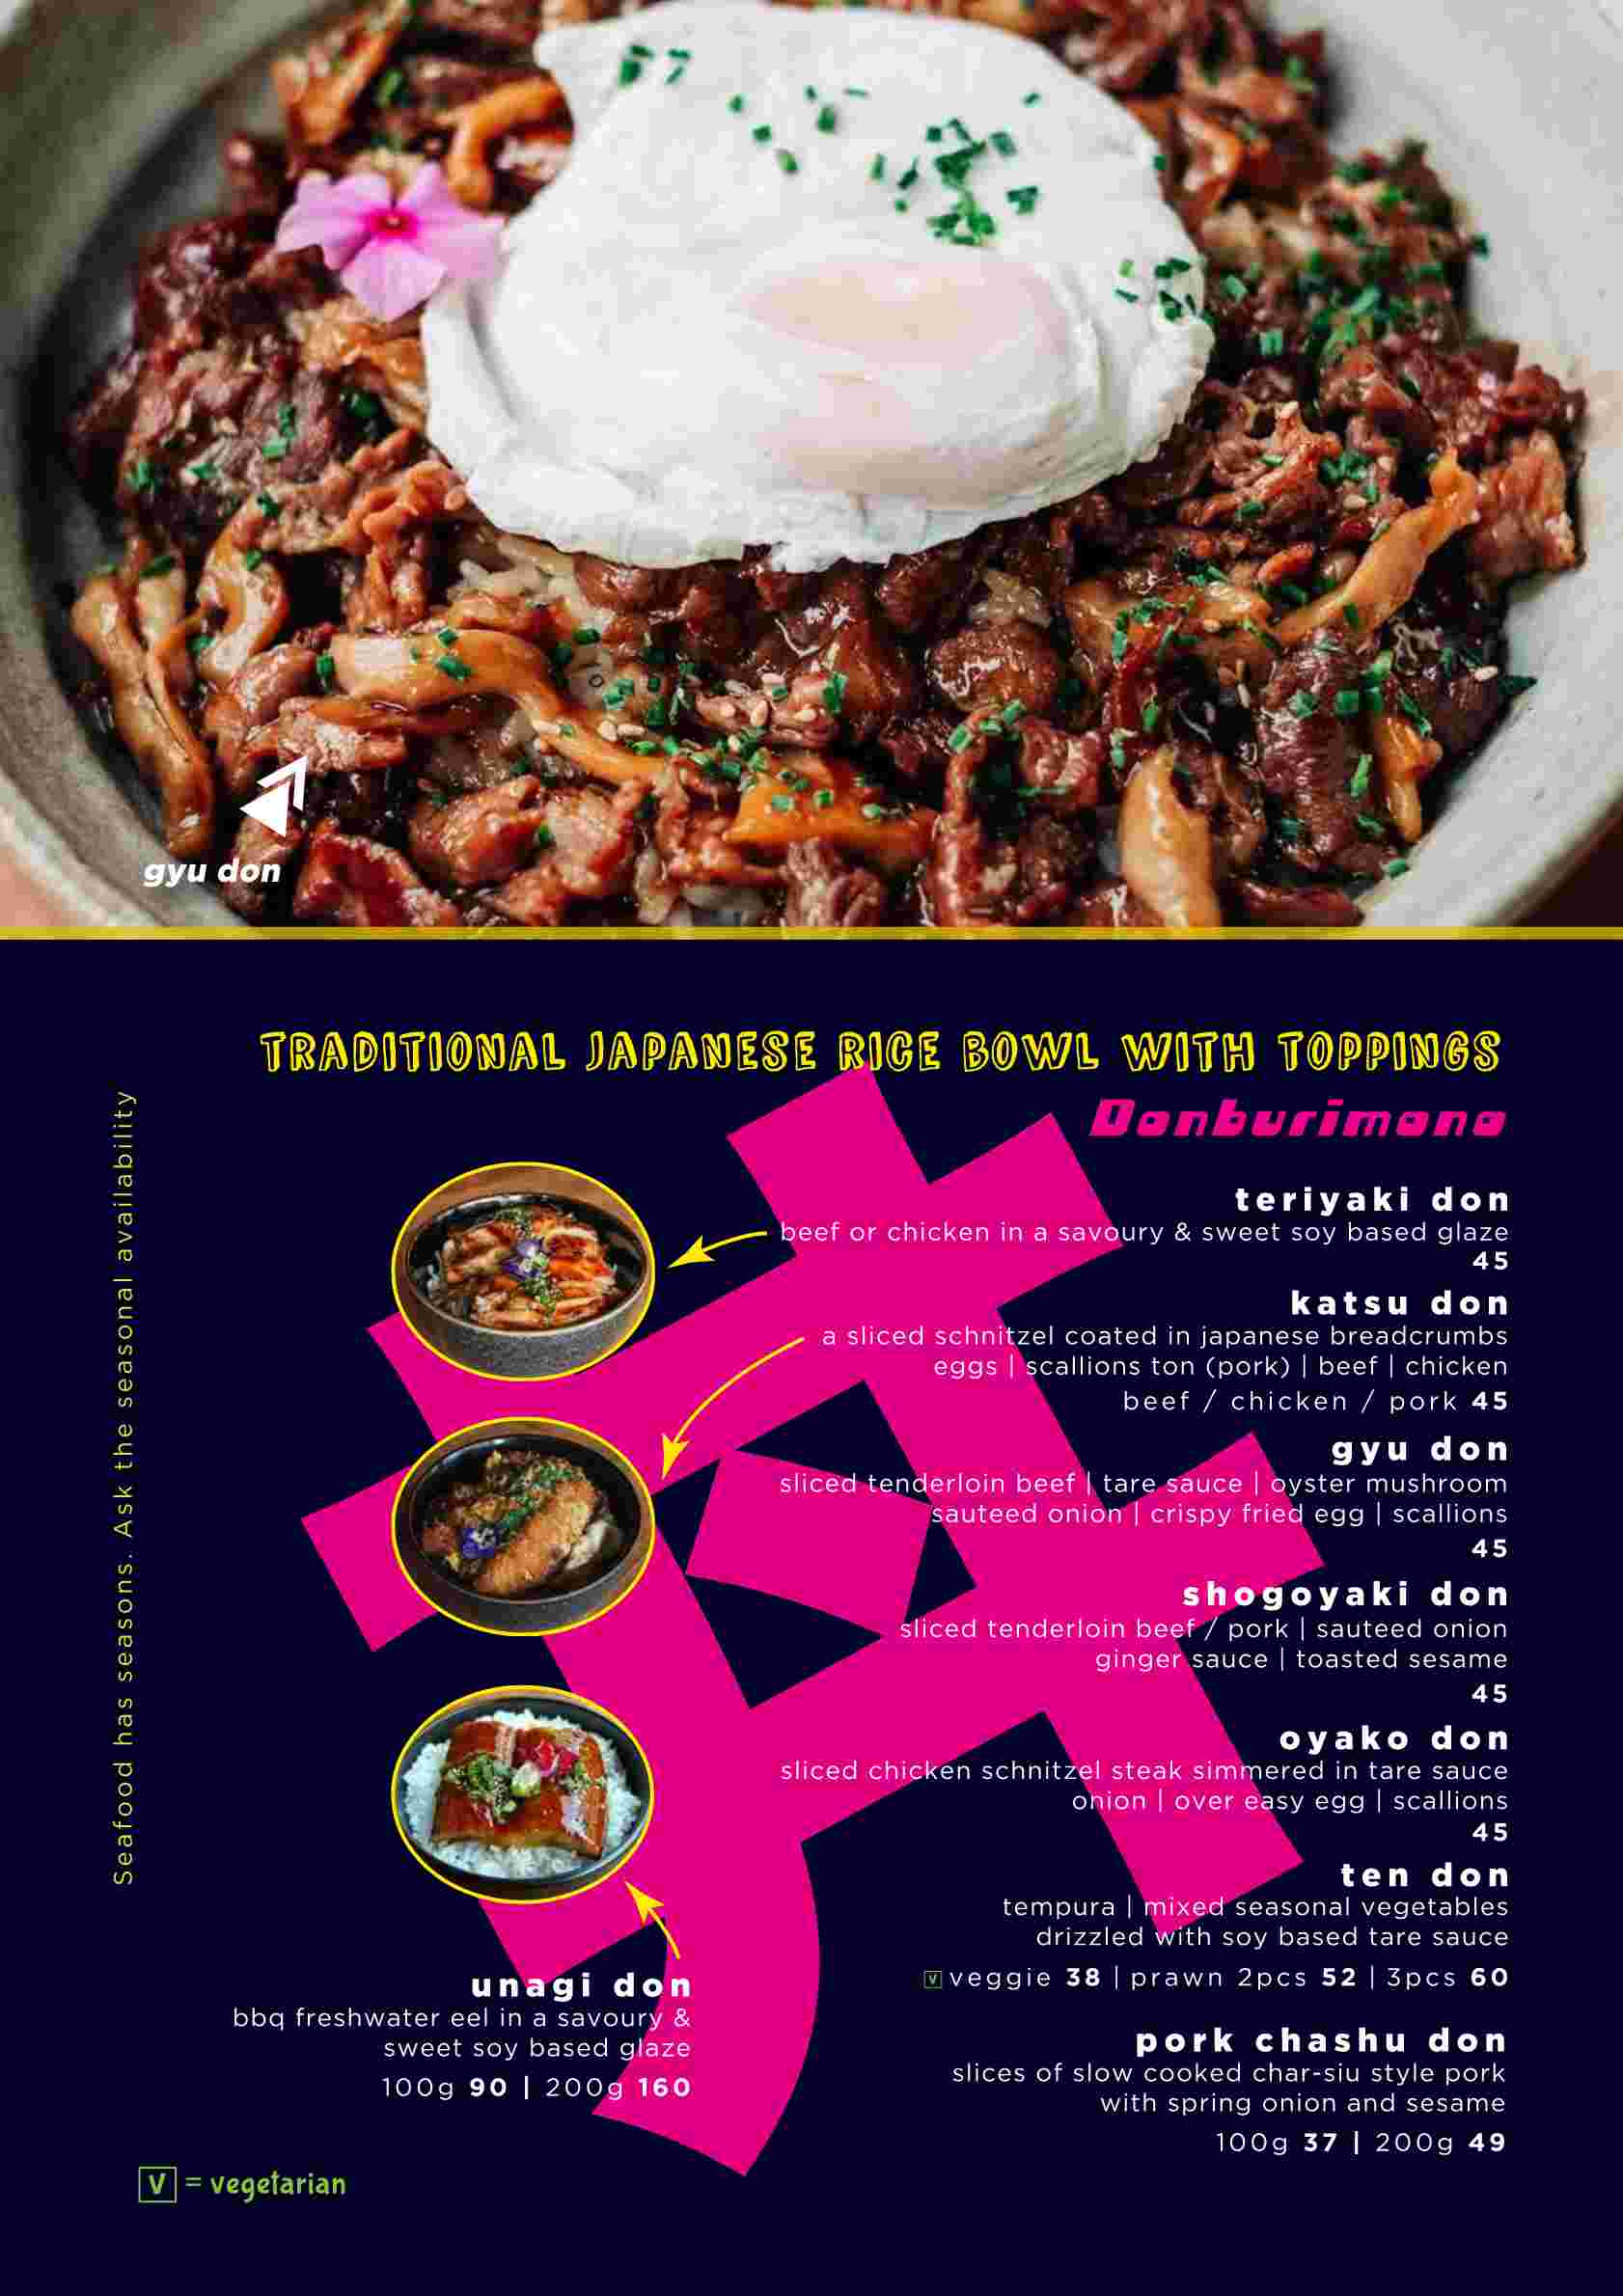 gyu don
TRADITIONAL JAPANESE RICE BOWL WITH TOPPINGS
Donburimono
Seafood has seasons. Ask the seasonal availability
teriyaki don
beef or chicken in a savoury & sweet soy based glaze
45
katsu don
a sliced schnitzel coated in japanese breadcrumbs
eggs | scallions ton (pork) | beef | chicken
beef / chicken / pork 45
gyu don
sliced tenderloin beef | tare sauce | oyster mushroom
sauteed onion | crispy fried egg | scallions
45
shogoyaki don
sliced tenderloin beef / pork | sauteed onion
ginger sauce | toasted sesame
45
oyako don
sliced chicken schnitzel steak simmered in tare sauce
onion | over easy egg | scallions
45
ten don
tempura | mixed seasonal vegetables
drizzled with soy based tare sauce
V veggie 38 | prawn 2pcs 52 | 3pcs 60
pork chashu don
slices of slow cooked char-siu style pork
with spring onion and sesame
100g 37 | 200g 49
unagi don
bbq freshwater eel in a savoury &
sweet soy based glaze
100g 90 | 200g 160
V = vegetarian
丼